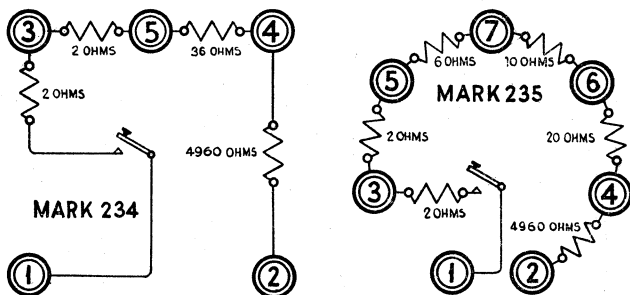 3
5
4
2 OHMS
36 OHMS
2 OHMS
4960 OHMS
MARK 234
1
2
7
6 OHMS
10 OHMS
5
MARK 235
6
2 OHMS
20 OHMS
3
4
2 OHMS
4960 OHMS
1
2